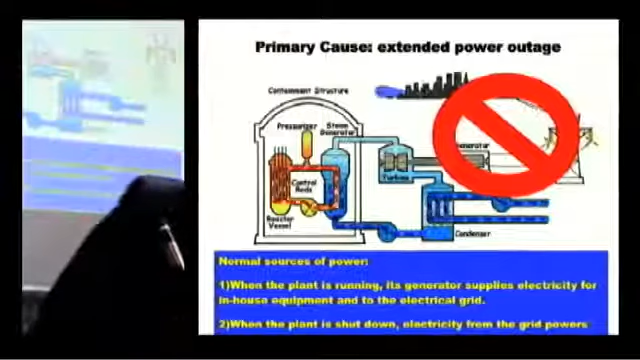 Primary Cause: extended power outage
Containment Structure
Pressurizer
Steam
Generator
Control
Rods
Reactor
Vessel
Turbine
Generator
Condenser
Normal sources of power:
1)When the plant is running, its generator supplies electricity for
in-house equipment and to the electrical grid.
2)When the plant is shut down, electricity from the grid powers